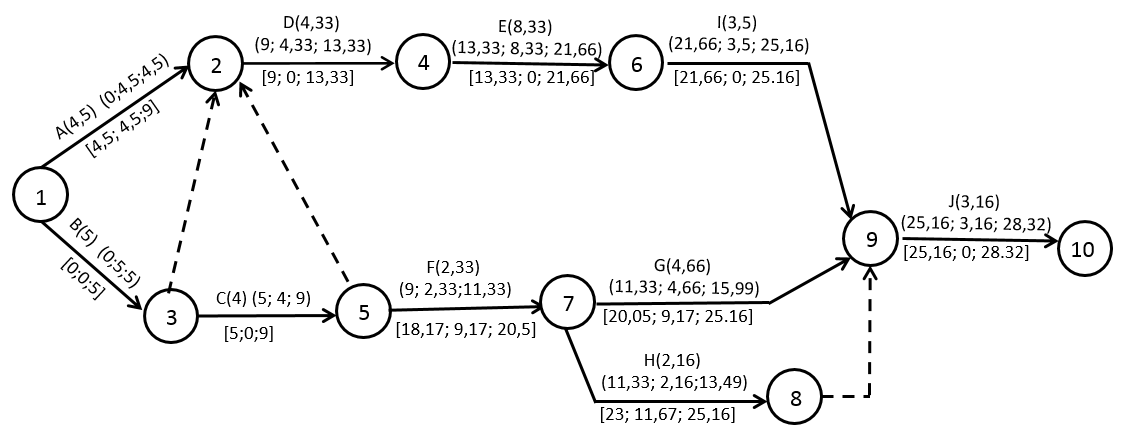 D(4,33)
(9; 4,33; 13,33)
[9; 0; 13,33]
E(8,33)
(13,33; 8,33; 21,66)
[13,33; 0; 21,66]
I(3,5)
(21,66; 3,5; 25,16)
[21,66; 0; 25.16]
2
4
6
A(4,5) (0;4,5;4,5)
[4,5; 4,5;9]
1
B(5) (0;5;5)
[0;0;5]
3
C(4) (5; 4; 9)
[5;0;9]
5
F(2,33)
(9; 2,33;11,33)
[18,17; 9,17; 20,5]
7
G(4,66)
(11,33; 4,66; 15,99)
[20,05; 9,17; 25.16]
H(2,16)
(11,33; 2,16;13,49)
[23; 11,67; 25,16]
8
9
J(3,16)
(25,16; 3,16; 28,32)
[25,16; 0; 28.32]
10